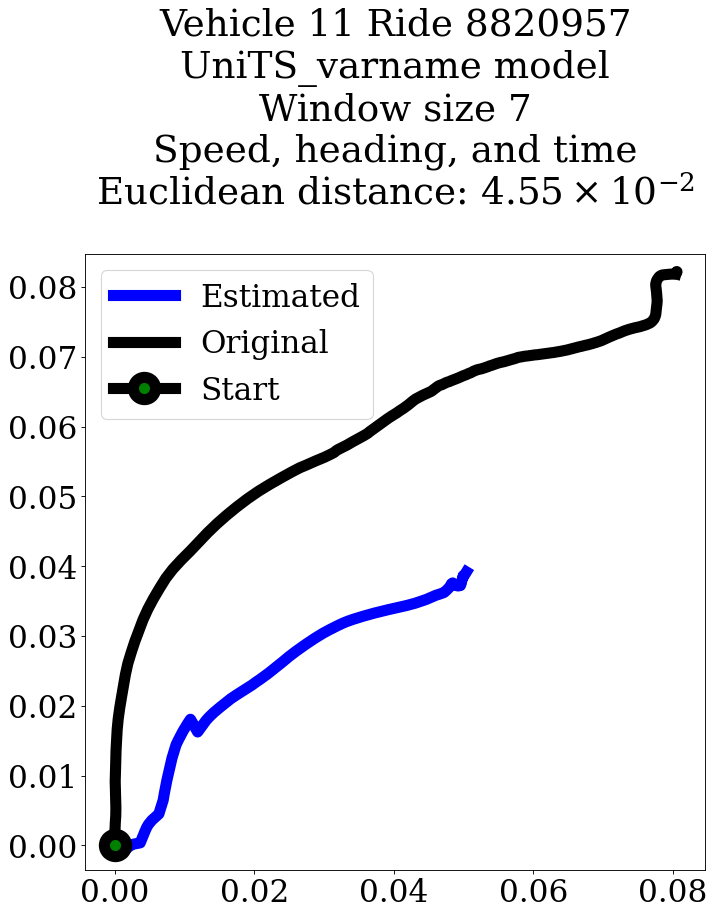 Vehicle 11 Ride 8820957
UniTS_varname model
Window size 7
Speed, heading, and time
Euclidean distance: 4.55 × 10⁻²
Estimated
Original
Start
0.08
0.07
0.06
0.05
0.04
0.03
0.02
0.01
0.00
0.00 0.02 0.04 0.06 0.08